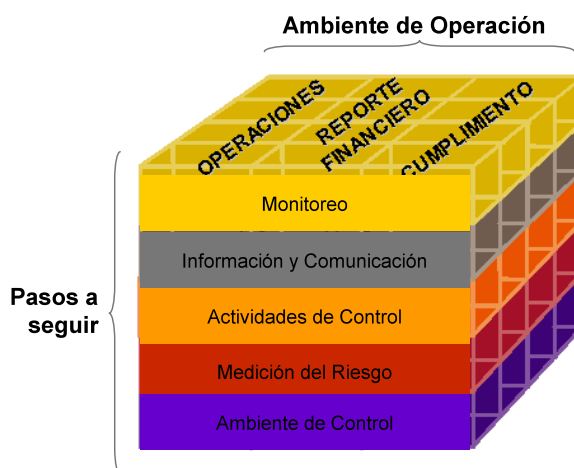 Ambiente de Operación
OPERACIONES
REPORTE
FINANCIERO
CUMPLIMIENTO
Pasos a
seguir
Monitoreo
Información y Comunicación
Actividades de Control
Medición del Riesgo
Ambiente de Control